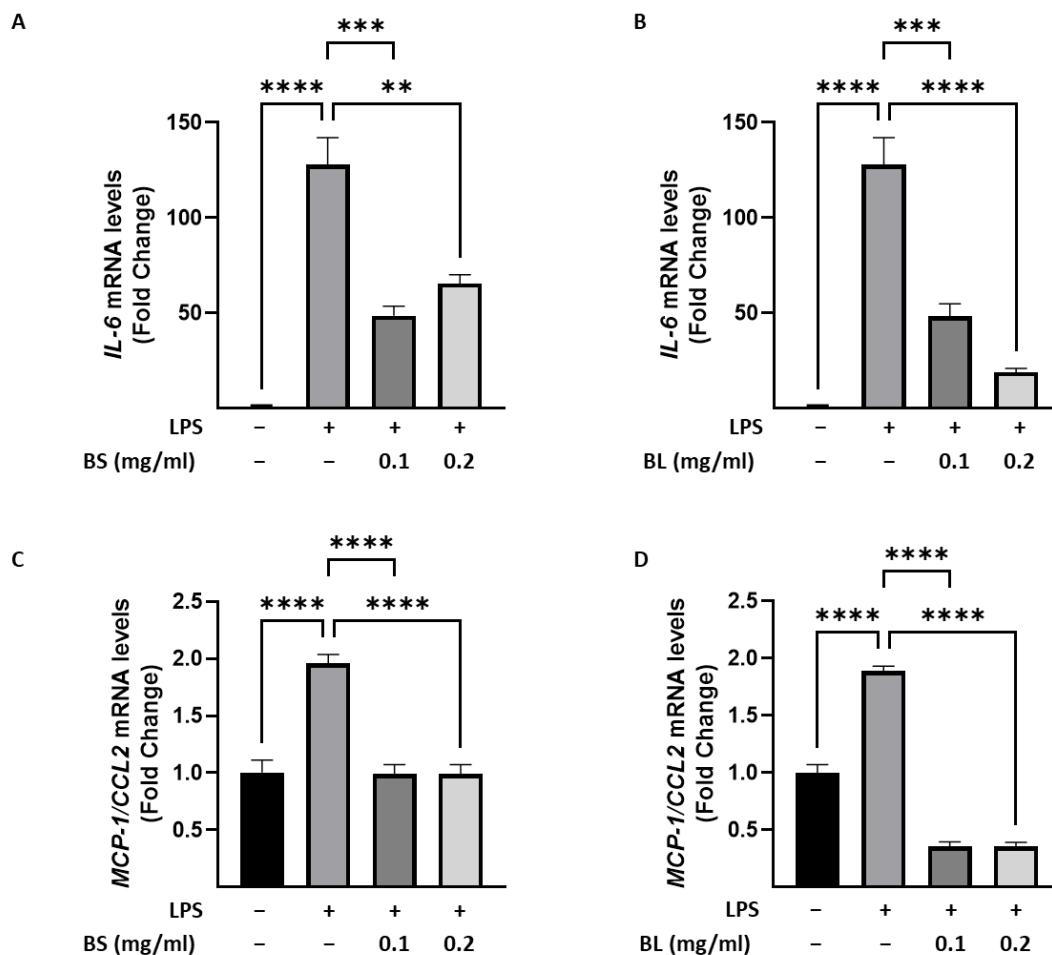 A
***
**** **
150
100
50
IL-6 mRNA levels
(Fold Change)
LPS – + + +
BS (mg/ml) – – 0.1 0.2
B
***
**** ****
150
100
50
IL-6 mRNA levels
(Fold Change)
LPS – + + +
BL (mg/ml) – – 0.1 0.2
C
****
**** ****
2.5
2.0
1.5
1.0
0.5
MCP-1/CCL2 mRNA levels
(Fold Change)
LPS – + + +
BS (mg/ml) – – 0.1 0.2
D
****
**** ****
2.5
2.0
1.5
1.0
0.5
MCP-1/CCL2 mRNA levels
(Fold Change)
LPS – + + +
BL (mg/ml) – – 0.1 0.2